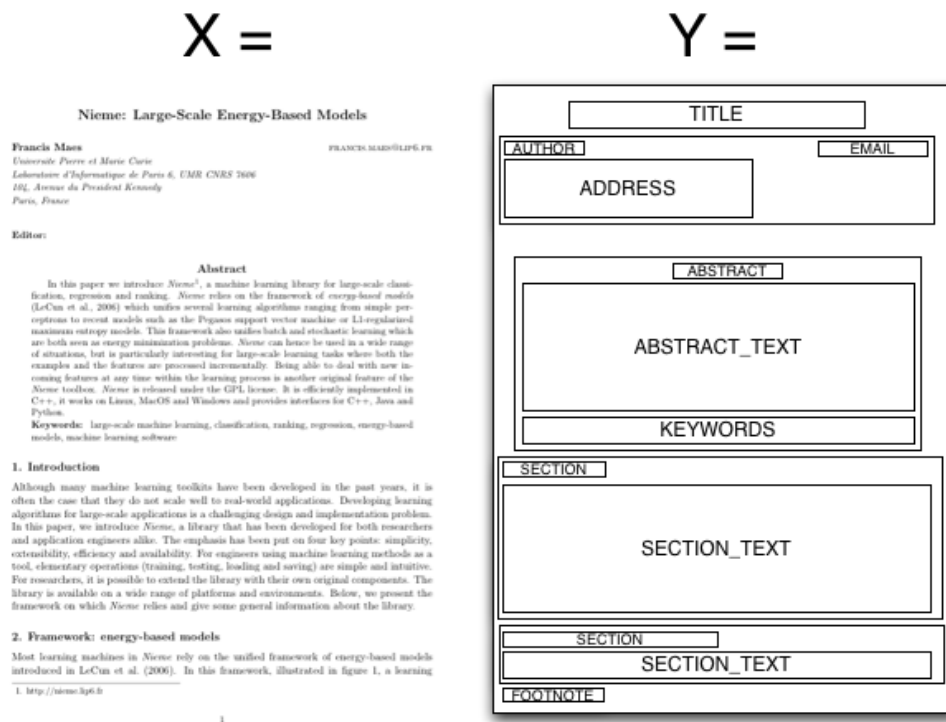 X =
Nieme: Large-Scale Energy-Based Models
Francis Maes FRANCIS.MAES@LIP6.FR
Universite Pierre et Marie Curie
Laboratoire d'Informatique de Paris 6, UMR CNRS 7606
104, Avenue du President Kennedy
Paris, France
Editor:
Abstract
In this paper we introduce Nieme1, a machine learning library for large-scale classi-
fication, regression and ranking. Nieme relies on the framework of energy-based models
(LeCun et al., 2006) which unifies several learning algorithms ranging from simple per-
ceptrons to recent models such as the Pegasos support vector machine or L1-regularized
maximum entropy models. This framework also unifies batch and stochastic learning which
are both seen as energy minimization problems. Nieme can hence be used in a wide range
of situations, but is particularly interesting for large-scale learning tasks where both the
examples and the features are processed incrementally. Being able to deal with new in-
coming features at any time within the learning process is another original feature of the
Nieme toolbox. Nieme is released under the GPL license. It is efficiently implemented in
C++, it works on Linux, MacOS and Windows and provides interfaces for C++, Java and
Python.
Keywords: large-scale machine learning, classification, ranking, regression, energy-based
models, machine learning software
1. Introduction
Although many machine learning toolkits have been developed in the past years, it is
often the case that they do not scale well to real-world applications. Developing learning
algorithms for large-scale applications is a challenging design and implementation problem.
In this paper, we introduce Nieme, a library that has been developed for both researchers
and application engineers alike. The emphasis has been put on four key points: simplicity,
extensibility, efficiency and availability. For engineers using machine learning methods as a
tool, elementary operations (training, testing, loading and saving) are simple and intuitive.
For researchers, it is possible to extend the library with their own original components. The
library is available on a wide range of platforms and environments. Below, we present the
framework on which Nieme relies and give some general information about the library.
2. Framework: energy-based models
Most learning machines in Nieme rely on the unified framework of energy-based models
introduced in LeCun et al. (2006). In this framework, illustrated in figure 1, a learning
1. http://nieme.lip6.fr
1
Y =
TITLE
AUTHOR EMAIL
ADDRESS
ABSTRACT
ABSTRACT_TEXT
KEYWORDS
SECTION
SECTION_TEXT
SECTION
SECTION_TEXT
FOOTNOTE